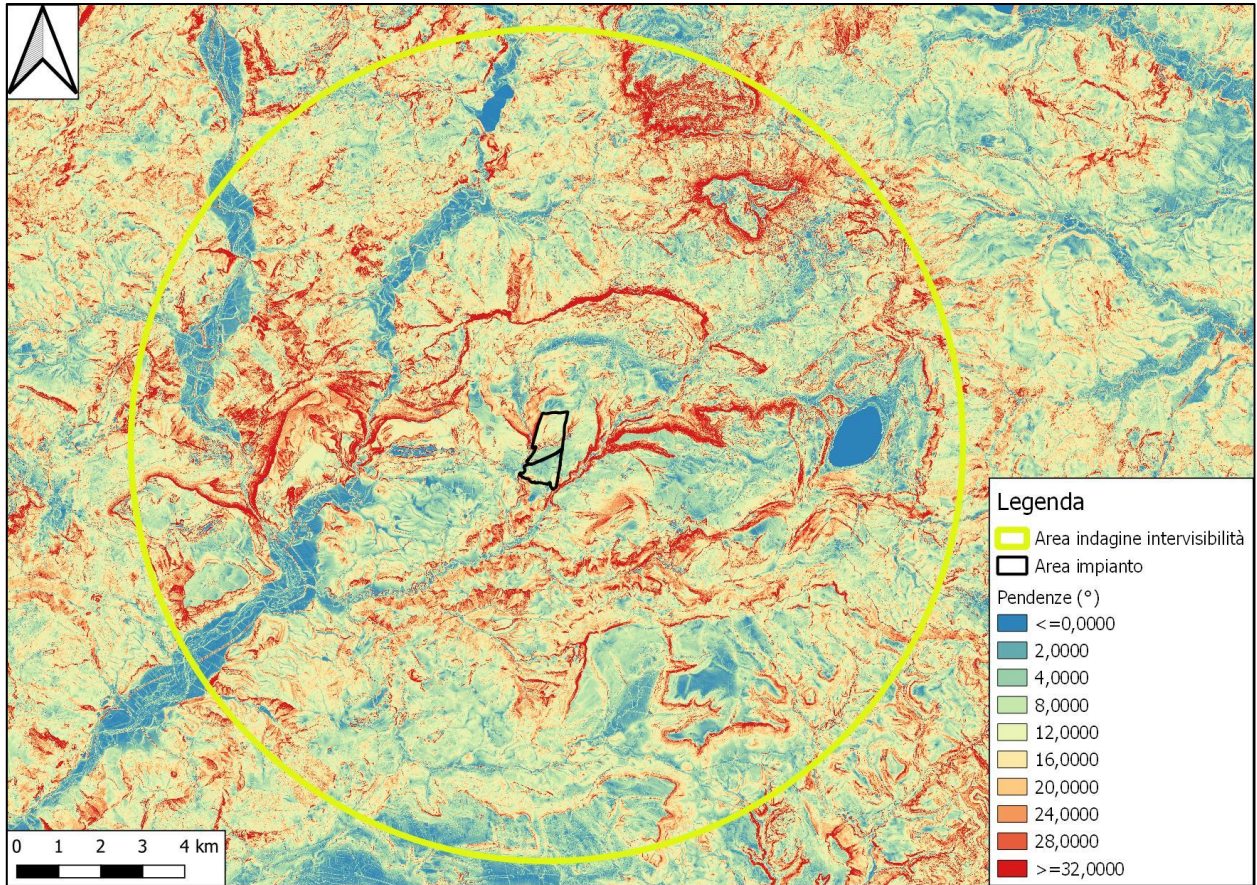 Legenda
Area indagine intervisibilità
Area impianto
Pendenze (°)
<=0,0000
2,0000
4,0000
8,0000
12,0000
16,0000
20,0000
24,0000
28,0000
>=32,0000
0 1 2 3 4 km